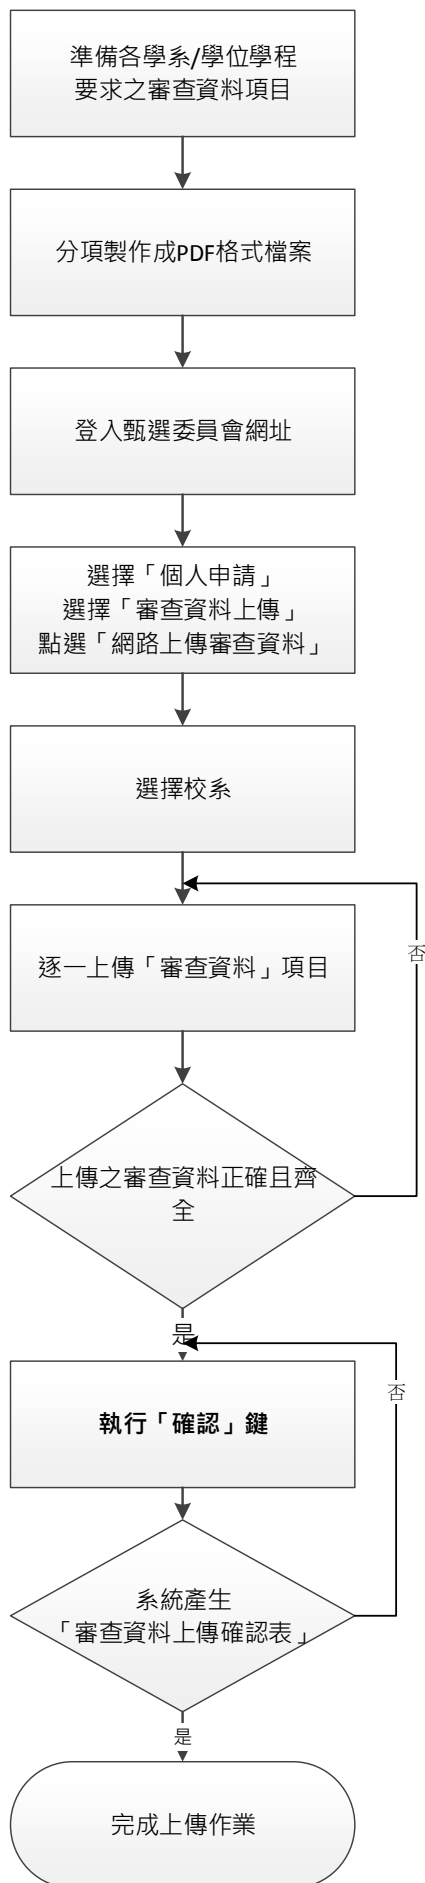 準備各學系/學位學程
要求之審查資料項目
分項製作成PDF格式檔案
登入甄選委員會網址
選擇「個人申請」
選擇「審查資料上傳」
點選「網路上傳審查資料」
選擇校系
逐一上傳「審查資料」項目
否
上傳之審查資料正確且齊
全
是
執行「確認」鍵
否
系統產生
「審查資料上傳確認表」
是
完成上傳作業